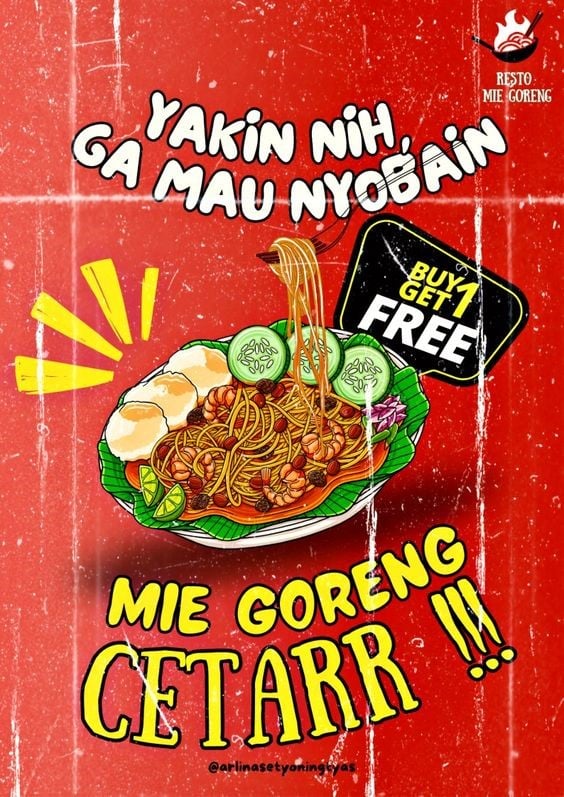 RESTO
MIE GORENG
YAKIN NIH,
GA MAU NYOBAIN
BUY 1
GET
FREE
MIE GORENG
CETARR !!!
@arlinasetyoningtyas